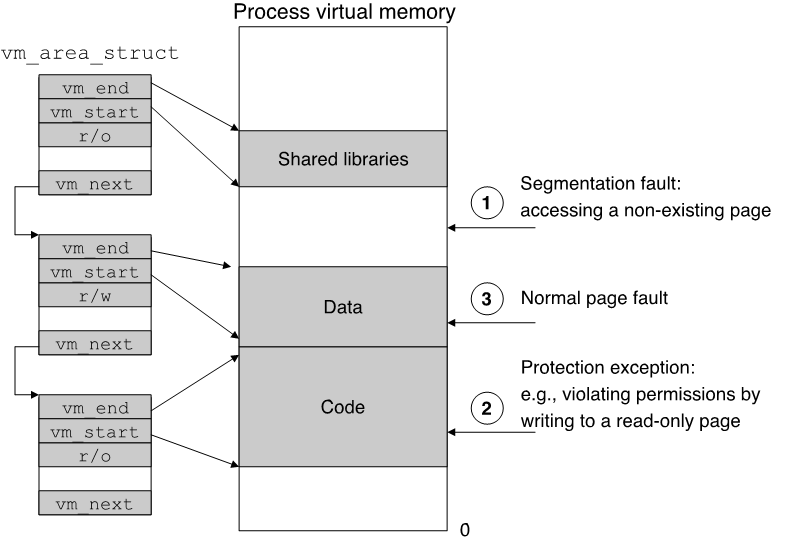 Process virtual memory
vm_area_struct
vm_end
vm_start
r/o
vm_next
vm_end
vm_start
r/w
vm_next
vm_end
vm_start
r/o
vm_next
Shared libraries
Data
Code
0
1
Segmentation fault:
accessing a non-existing page
3
Normal page fault
2
Protection exception:
e.g., violating permissions by
writing to a read-only page